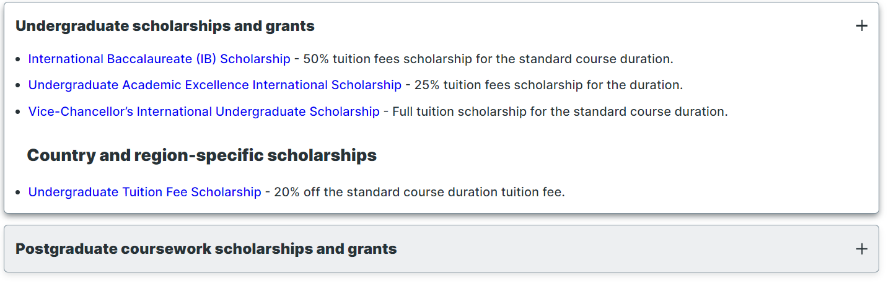 Undergraduate scholarships and grants +
• International Baccalaureate (IB) Scholarship - 50% tuition fees scholarship for the standard course duration.
• Undergraduate Academic Excellence International Scholarship - 25% tuition fees scholarship for the duration.
• Vice-Chancellor's International Undergraduate Scholarship - Full tuition scholarship for the standard course duration.
Country and region-specific scholarships
• Undergraduate Tuition Fee Scholarship - 20% off the standard course duration tuition fee.
Postgraduate coursework scholarships and grants +